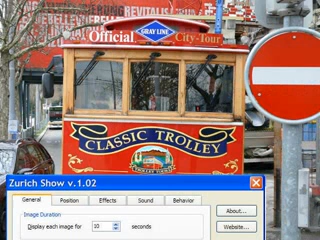 REVITALIS
Official
GRAY LINE
City-Tour
CLASSIC TROLLEY
Zurich Show v.1.02
General Position Effects Sound Behavior
Image Duration
Display each image for 10 seconds
About...
Website...